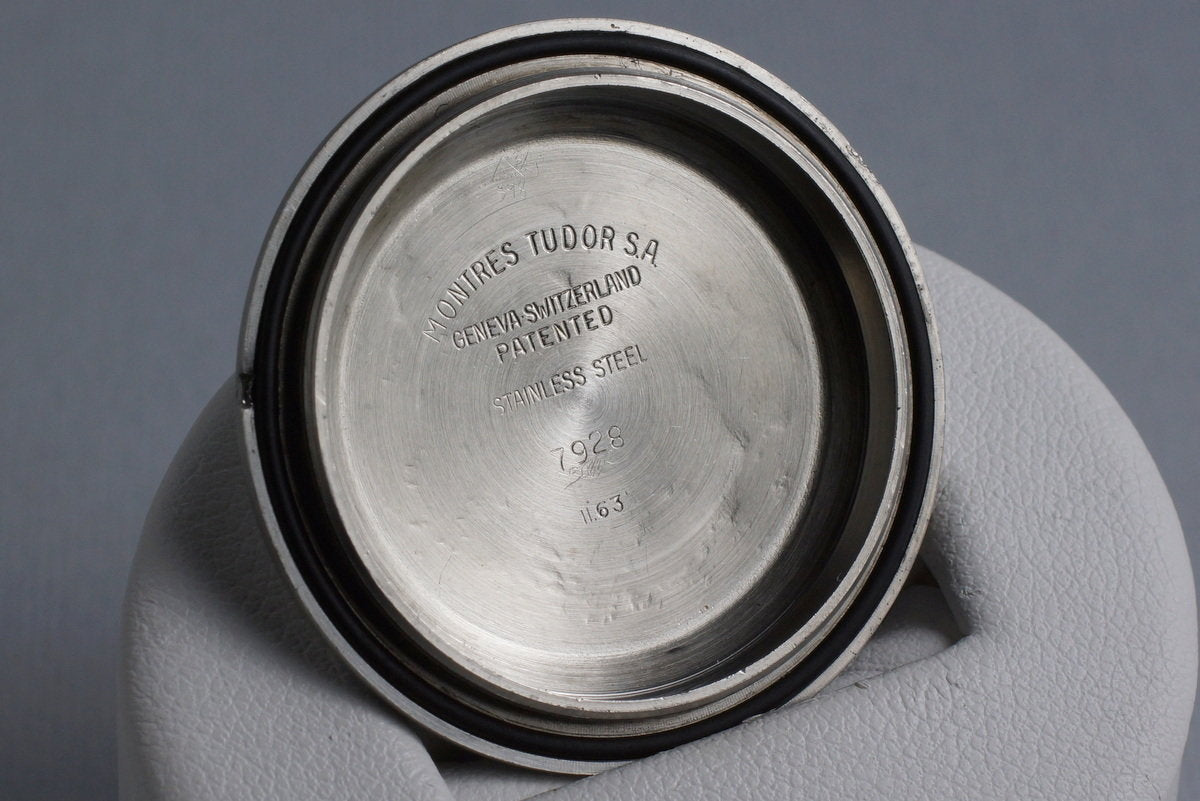 MONTRES TUDOR S.A.
GENEVA-SWITZERLAND
PATENTED
STAINLESS STEEL
7928
II.63